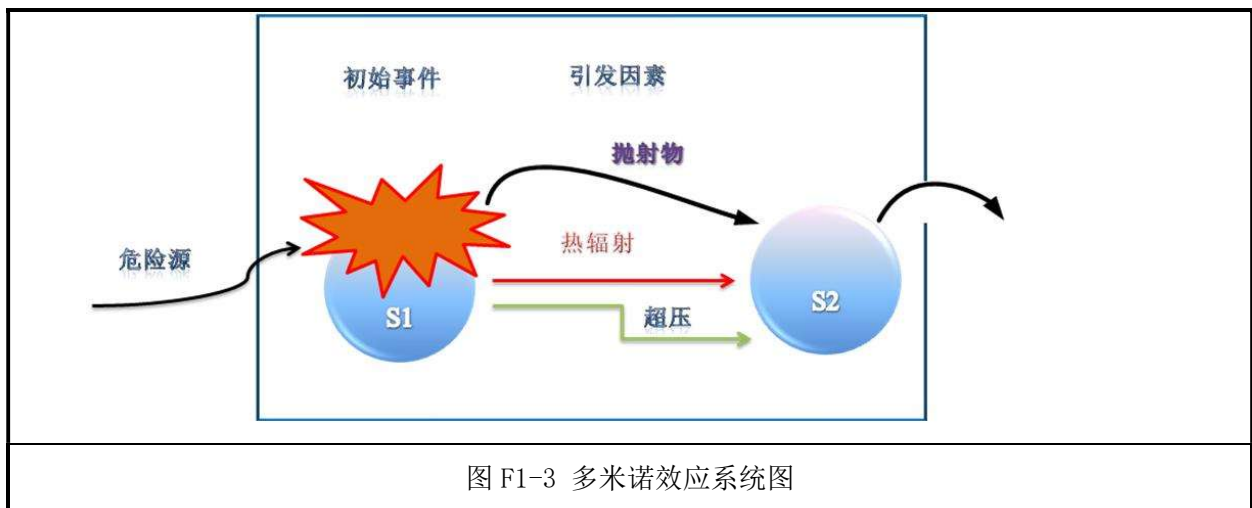 初始事件
引发因素
抛射物
热辐射
危险源
超压
S1
S2
图 F1-3 多米诺效应系统图